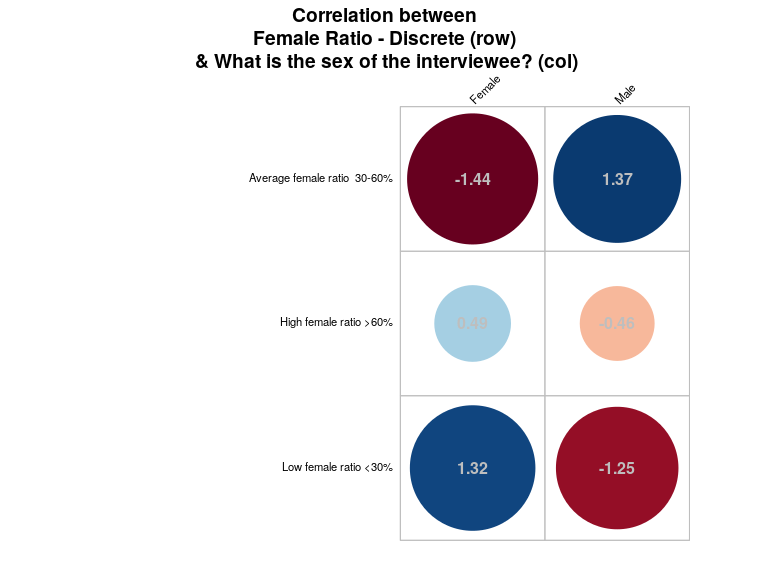 Correlation between
Female Ratio - Discrete (row)
& What is the sex of the interviewee? (col)
Female Male
Average female ratio  30-60% -1.44 1.37
High female ratio >60% 0.49 -0.46
Low female ratio <30% 1.32 -1.25